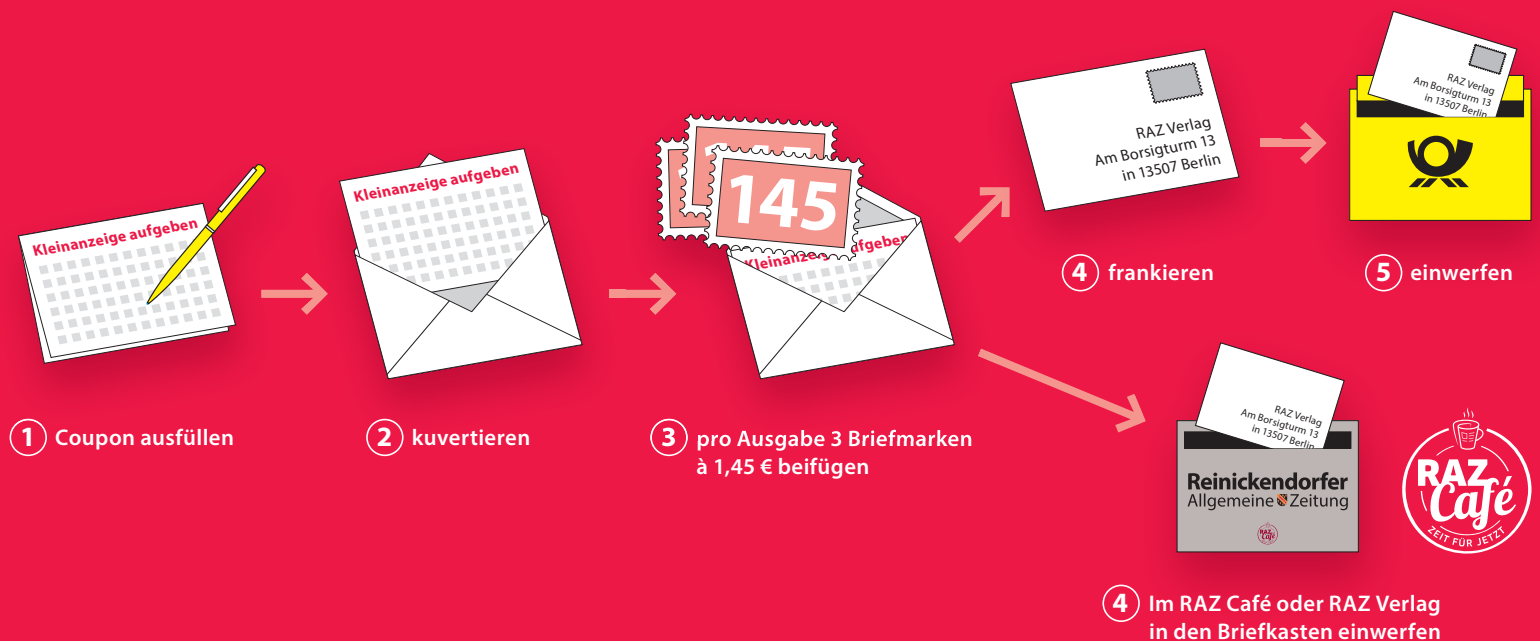 Kleinanzeige aufgeben
1 Coupon ausfüllen
Kleinanzeige aufgeben
2 kuvertieren
145
Kleinanzeige aufgeben
3 pro Ausgabe 3 Briefmarken
à 1,45 € beifügen
RAZ Verlag
Am Borsigturm 13
in 13507 Berlin
4 frankieren
RAZ Verlag
Am Borsigturm 13
in 13507 Berlin
5 einwerfen
RAZ Verlag
Am Borsigturm 13
in 13507 Berlin
Reinickendorfer
Allgemeine Zeitung
RAZ
Café
RAZ
Café
ZEIT FÜR JETZT
4 Im RAZ Café oder RAZ Verlag
in den Briefkasten einwerfen